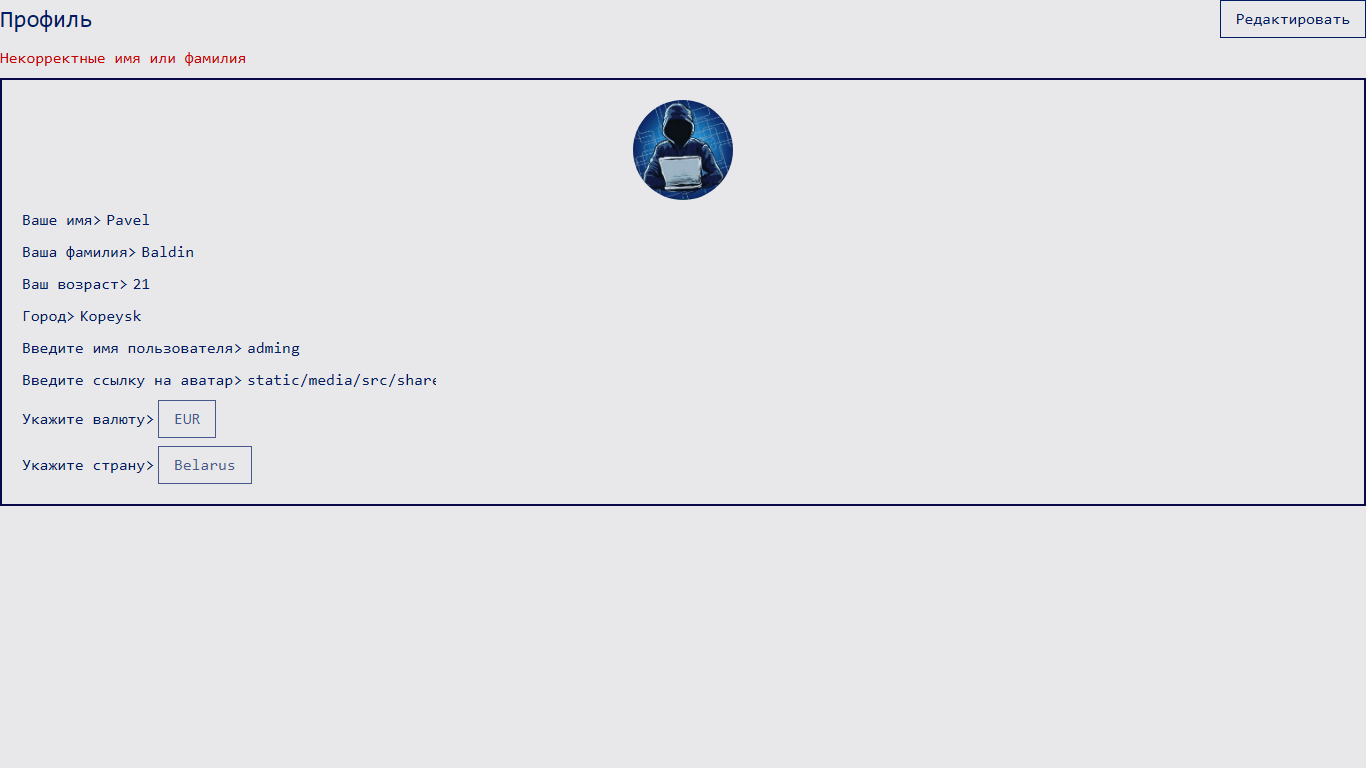 Профиль
Редактировать
Некорректные имя или фамилия
Ваше имя> Pavel
Ваша фамилия> Baldin
Ваш возраст> 21
Город> Kopeysk
Введите имя пользователя> adming
Введите ссылку на аватар> static/media/src/share
Укажите валюту> EUR
Укажите страну> Belarus